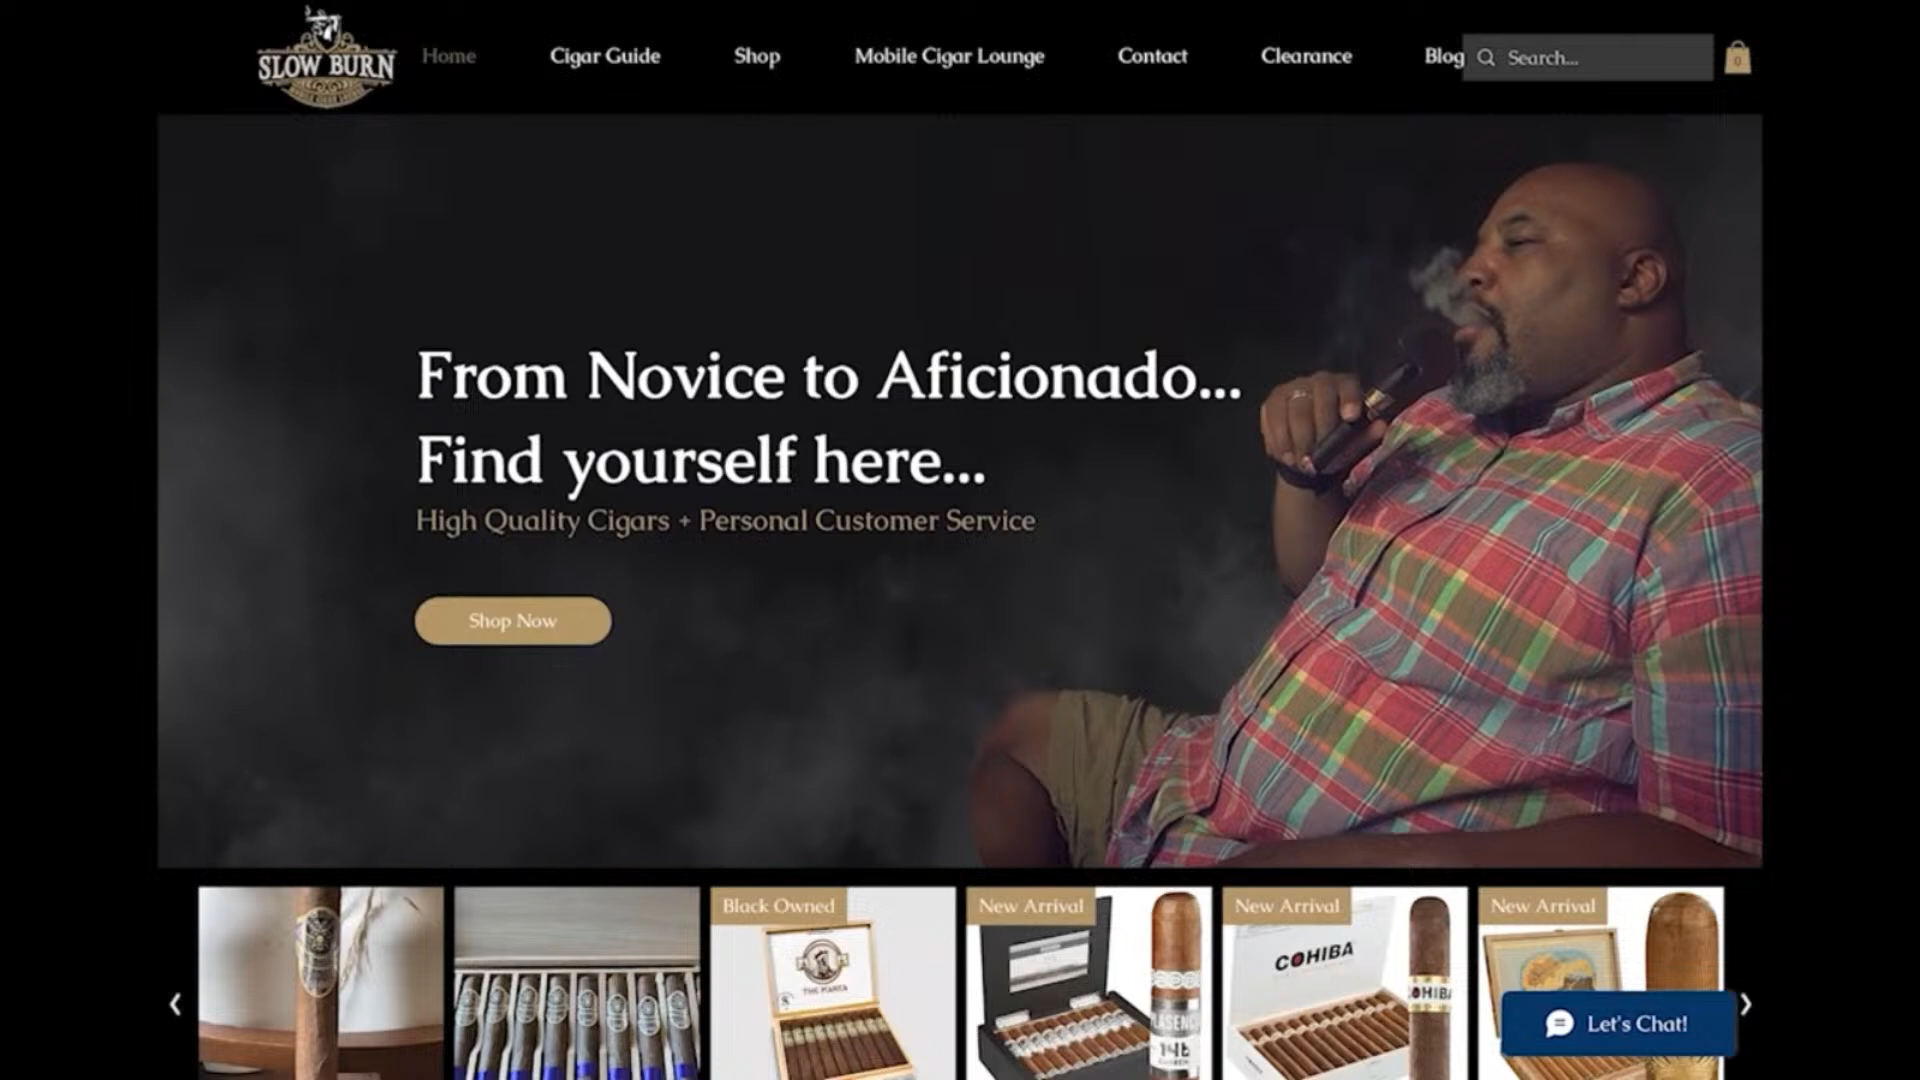 SLOW BURN
Home
Cigar Guide
Shop
Mobile Cigar Lounge
Contact
Clearance
Blog
Search...
0
From Novice to Aficionado...
Find yourself here...
High Quality Cigars + Personal Customer Service
Shop Now
Black Owned
New Arrival
New Arrival
New Arrival
COHIBA
Let's Chat!